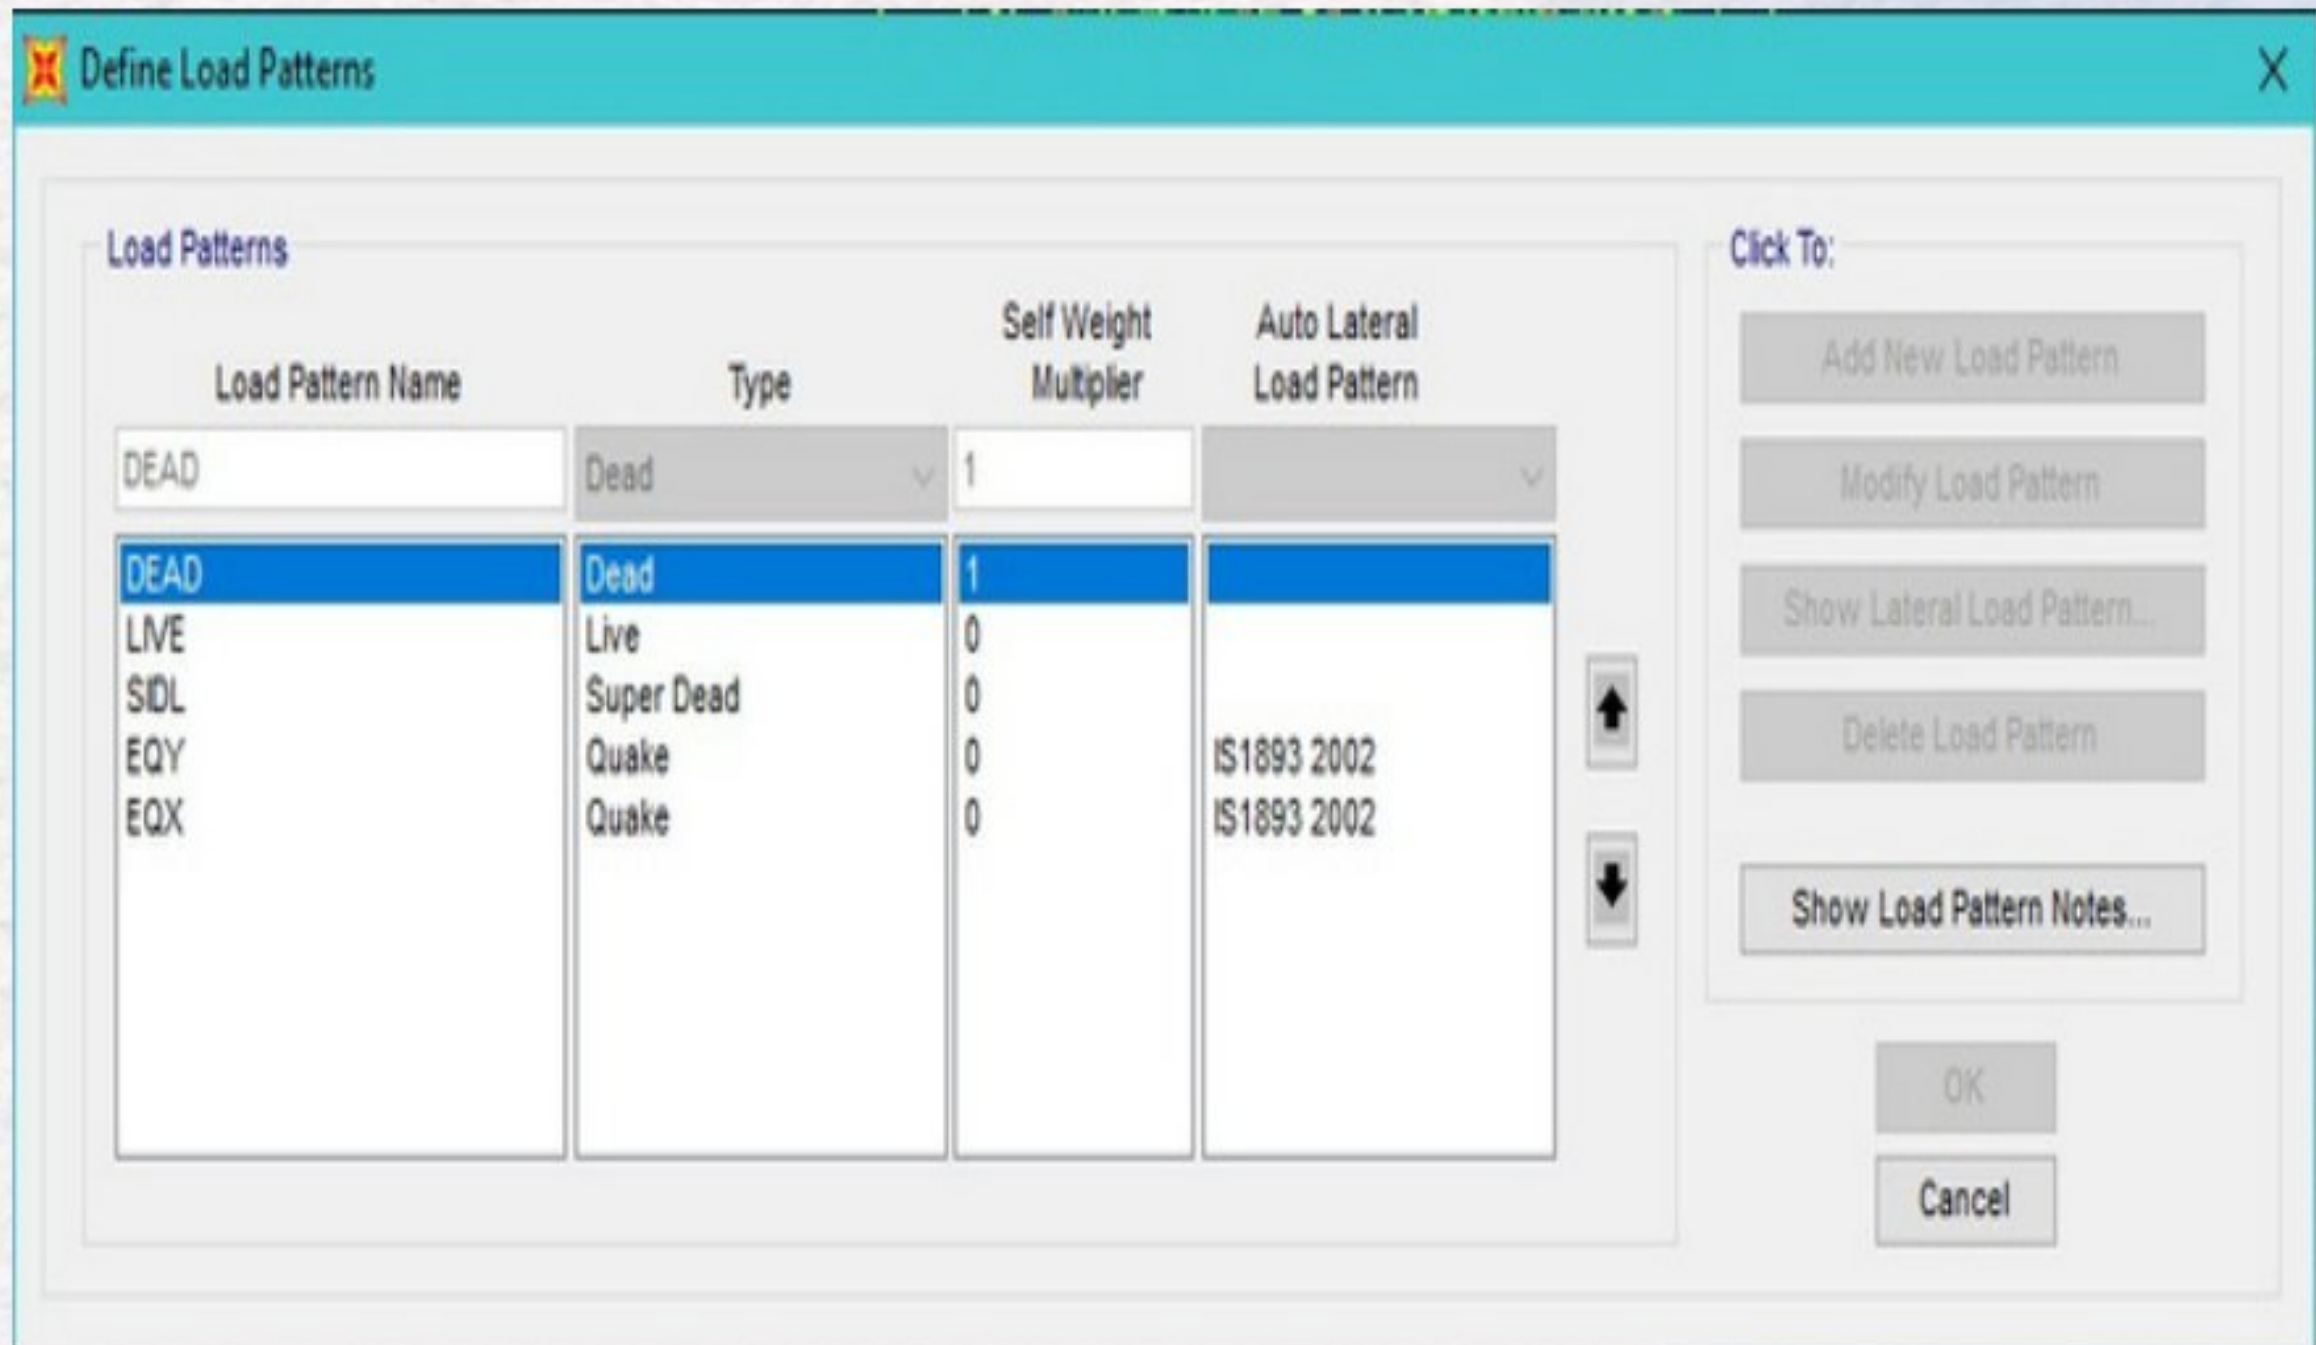 Define Load Patterns
Load Patterns
Click To:
Load Pattern Name Type Self Weight Multiplier Auto Lateral Load Pattern
DEAD Dead 1
DEAD Dead 1
LIVE Live 0
SIDL Super Dead 0
EQY Quake 0 IS1893 2002
EQX Quake 0 IS1893 2002
Add New Load Pattern
Modify Load Pattern
Show Lateral Load Pattern...
Delete Load Pattern
Show Load Pattern Notes...
OK
Cancel